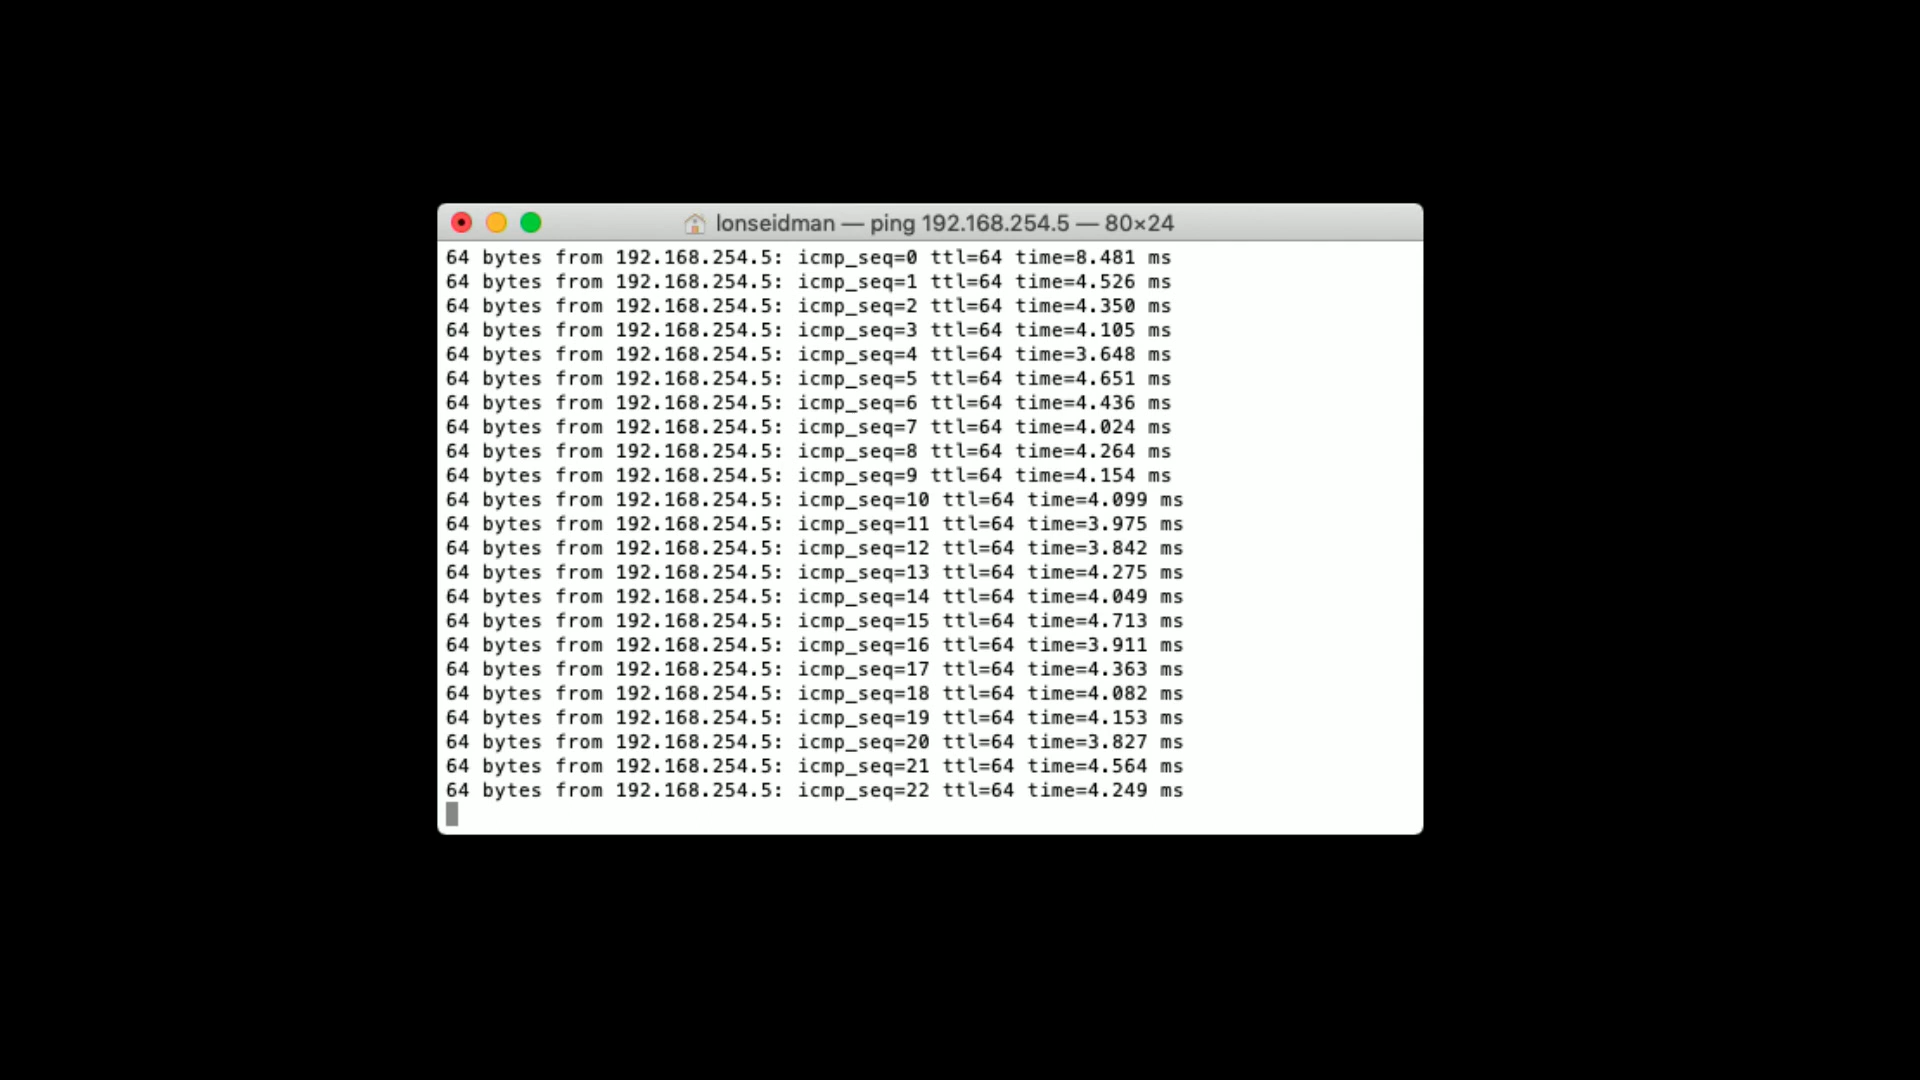 lonseidman — ping 192.168.254.5 — 80×24
64 bytes from 192.168.254.5: icmp_seq=0 ttl=64 time=8.481 ms
64 bytes from 192.168.254.5: icmp_seq=1 ttl=64 time=4.526 ms
64 bytes from 192.168.254.5: icmp_seq=2 ttl=64 time=4.350 ms
64 bytes from 192.168.254.5: icmp_seq=3 ttl=64 time=4.105 ms
64 bytes from 192.168.254.5: icmp_seq=4 ttl=64 time=3.648 ms
64 bytes from 192.168.254.5: icmp_seq=5 ttl=64 time=4.651 ms
64 bytes from 192.168.254.5: icmp_seq=6 ttl=64 time=4.436 ms
64 bytes from 192.168.254.5: icmp_seq=7 ttl=64 time=4.024 ms
64 bytes from 192.168.254.5: icmp_seq=8 ttl=64 time=4.264 ms
64 bytes from 192.168.254.5: icmp_seq=9 ttl=64 time=4.154 ms
64 bytes from 192.168.254.5: icmp_seq=10 ttl=64 time=4.099 ms
64 bytes from 192.168.254.5: icmp_seq=11 ttl=64 time=3.975 ms
64 bytes from 192.168.254.5: icmp_seq=12 ttl=64 time=3.842 ms
64 bytes from 192.168.254.5: icmp_seq=13 ttl=64 time=4.275 ms
64 bytes from 192.168.254.5: icmp_seq=14 ttl=64 time=4.049 ms
64 bytes from 192.168.254.5: icmp_seq=15 ttl=64 time=4.713 ms
64 bytes from 192.168.254.5: icmp_seq=16 ttl=64 time=3.911 ms
64 bytes from 192.168.254.5: icmp_seq=17 ttl=64 time=4.363 ms
64 bytes from 192.168.254.5: icmp_seq=18 ttl=64 time=4.082 ms
64 bytes from 192.168.254.5: icmp_seq=19 ttl=64 time=4.153 ms
64 bytes from 192.168.254.5: icmp_seq=20 ttl=64 time=3.827 ms
64 bytes from 192.168.254.5: icmp_seq=21 ttl=64 time=4.564 ms
64 bytes from 192.168.254.5: icmp_seq=22 ttl=64 time=4.249 ms